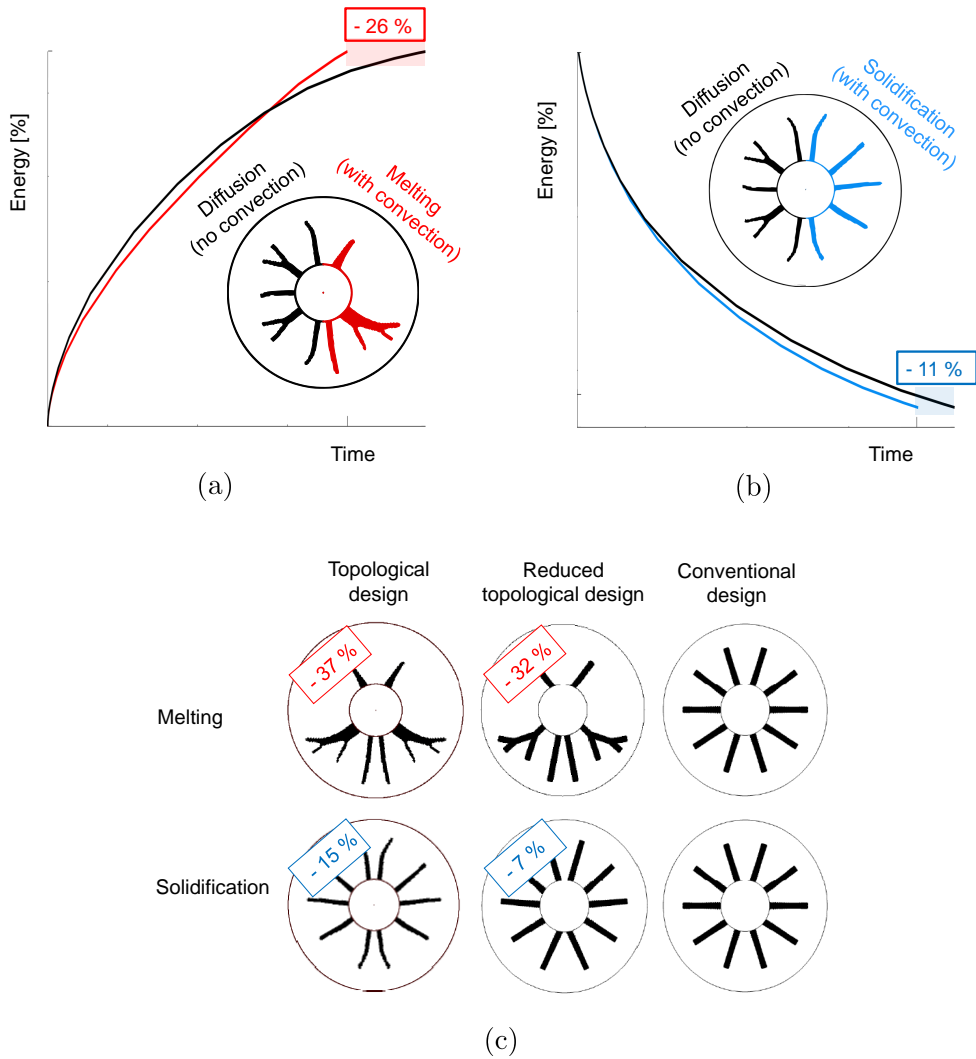 - 26 %
Energy [%]
Diffusion
(no convection)
Melting
(with convection)
Time
(a)
Energy [%]
Diffusion
(no convection)
Solidification
(with convection)
- 11 %
Time
(b)
Topological
design
Reduced
topological design
Conventional
design
Melting
- 37 %
- 32 %
Solidification
- 15 %
- 7 %
(c)